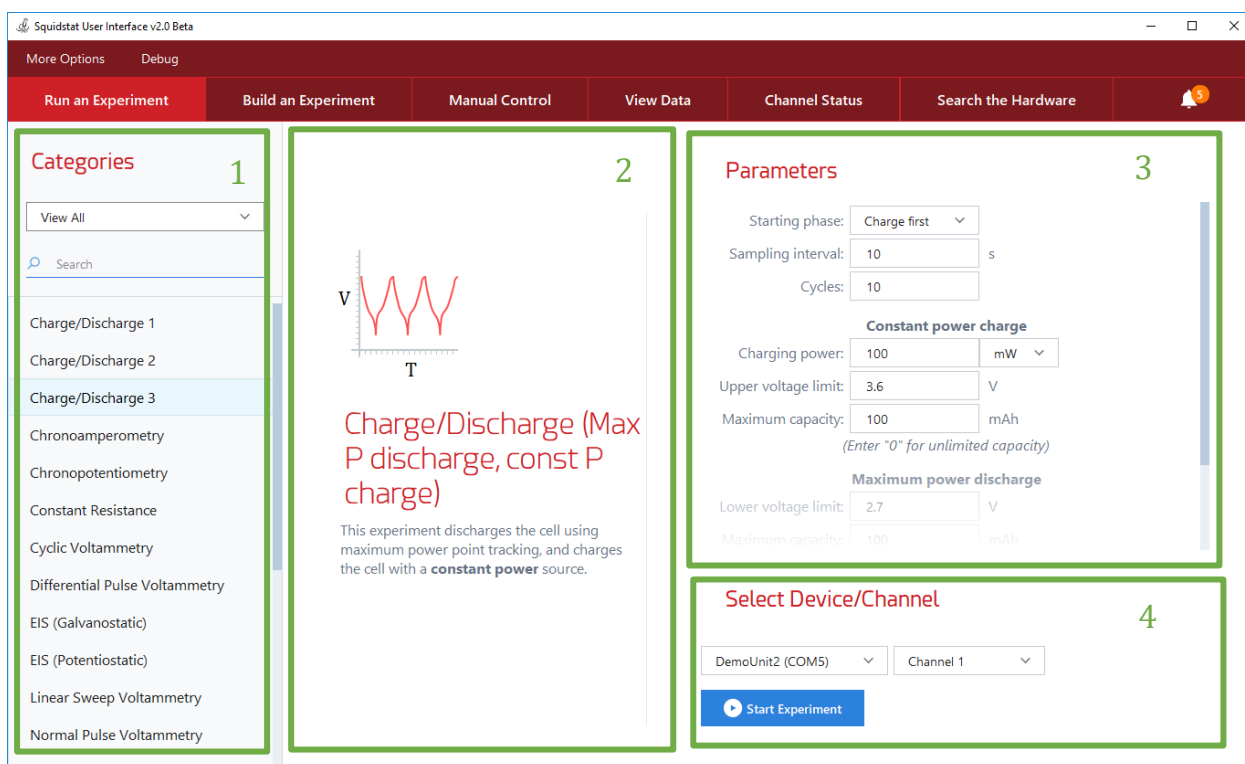 Squidstat User Interface v2.0 Beta
More Options Debug
Run an Experiment Build an Experiment Manual Control View Data Channel Status Search the Hardware 5
Categories
1
View All
Search
Charge/Discharge 1
Charge/Discharge 2
Charge/Discharge 3
Chronoamperometry
Chronopotentiometry
Constant Resistance
Cyclic Voltammetry
Differential Pulse Voltammetry
EIS (Galvanostatic)
EIS (Potentiostatic)
Linear Sweep Voltammetry
Normal Pulse Voltammetry
2
V
T
Charge/Discharge (Max
P discharge, const P
charge)
This experiment discharges the cell using
maximum power point tracking, and charges
the cell with a constant power source.
Parameters
3
Starting phase: Charge first
Sampling interval: 10 s
Cycles: 10
Constant power charge
Charging power: 100 mW
Upper voltage limit: 3.6 V
Maximum capacity: 100 mAh
(Enter "0" for unlimited capacity)
Maximum power discharge
Lower voltage limit: 2.7 V
Maximum capacity: 100 mAh
Select Device/Channel
4
DemoUnit2 (COM5) Channel 1
Start Experiment